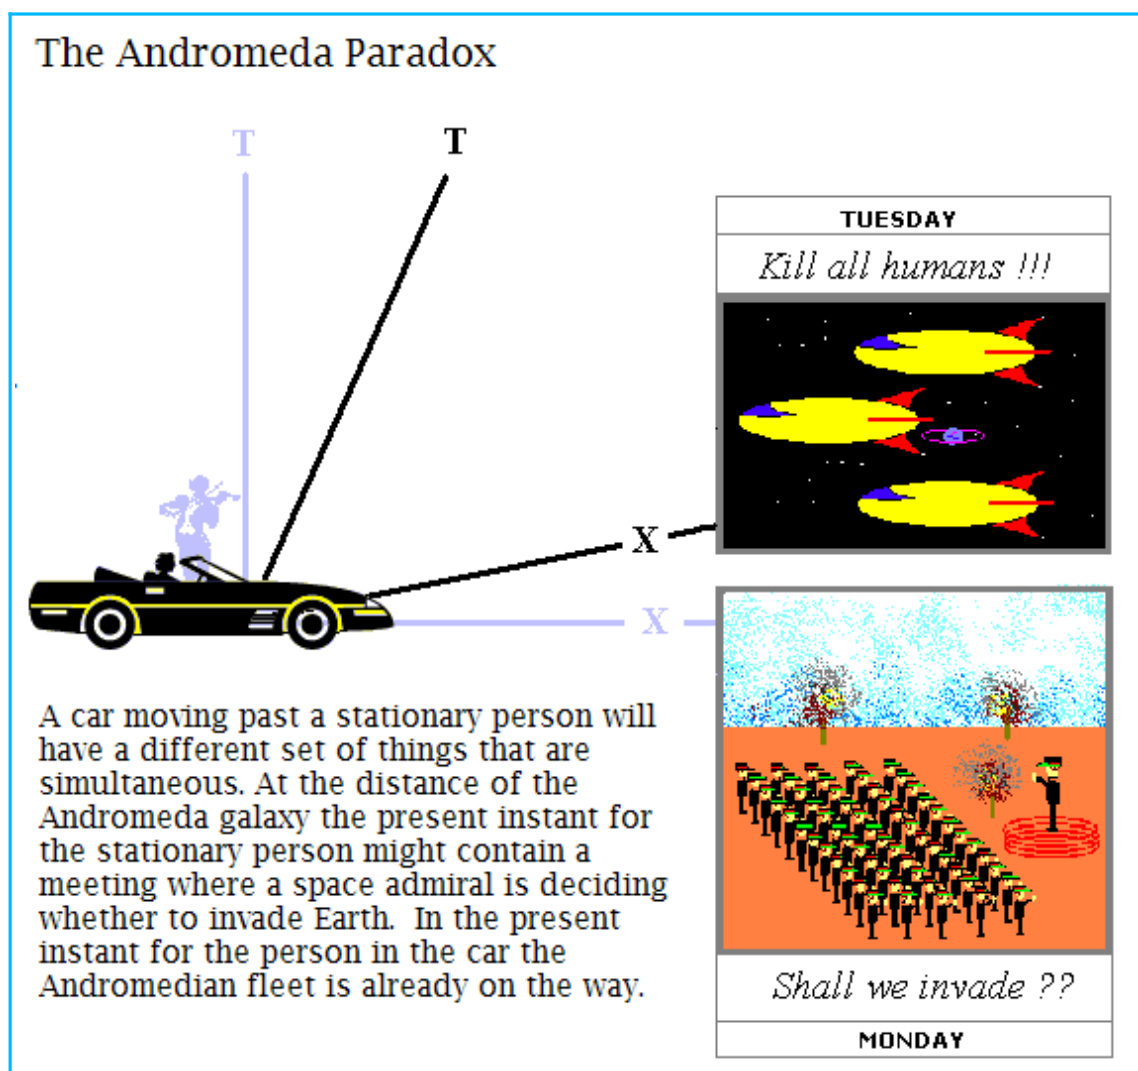 The Andromeda Paradox
T
T
TUESDAY
Kill all humans !!!
X
X
A car moving past a stationary person will
have a different set of things that are
simultaneous. At the distance of the
Andromeda galaxy the present instant for
the stationary person might contain a
meeting where a space admiral is deciding
whether to invade Earth.  In the present
instant for the person in the car the
Andromedian fleet is already on the way.
Shall we invade ??
MONDAY